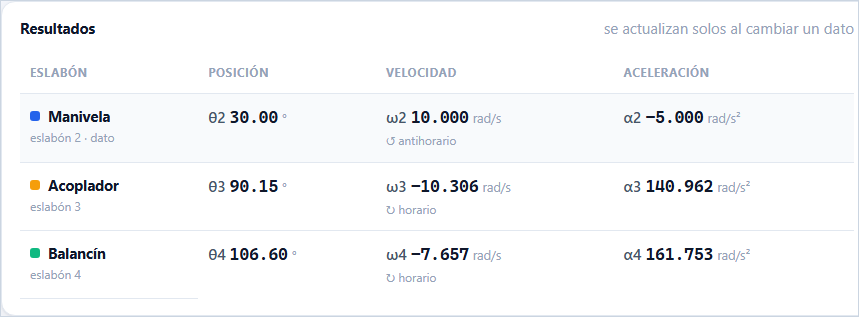 Resultados se actualizan solos al cambiar un dato
ESLABÓN POSICIÓN VELOCIDAD ACELERACIÓN
Manivela θ2 30.00 ° ω2 10.000 rad/s α2 −5.000 rad/s²
eslabón 2 · dato ↺ antihorario
Acoplador θ3 90.15 ° ω3 −10.306 rad/s α3 140.962 rad/s²
eslabón 3 ↻ horario
Balancín θ4 106.60 ° ω4 −7.657 rad/s α4 161.753 rad/s²
eslabón 4 ↻ horario